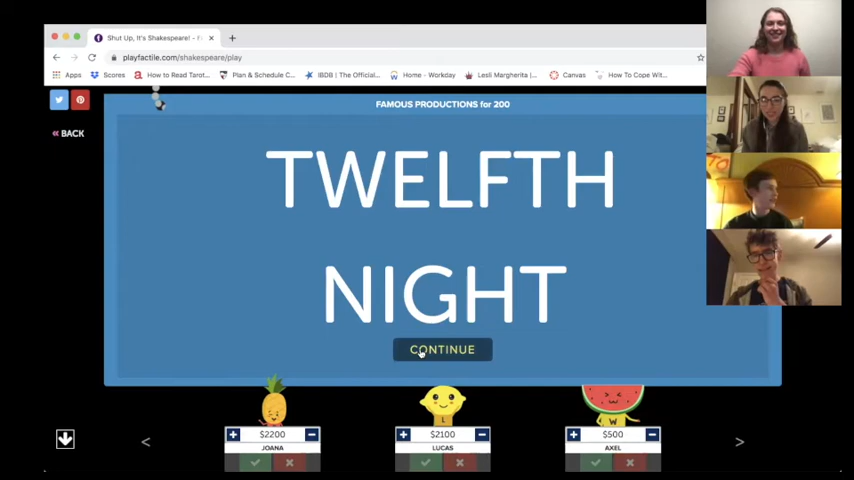 Shut Up, It's Shakespeare! - F
playfactile.com/shakespeare/play
Apps
Scores
How to Read Tarot...
Plan & Schedule C...
IBDB | The Official...
Home - Workday
Lesli Margherita |...
Canvas
How To Cope Wit...
BACK
FAMOUS PRODUCTIONS for 200
TWELFTH
NIGHT
CONTINUE
$2200
$2100
$500
JOANA
LUCAS
AXEL